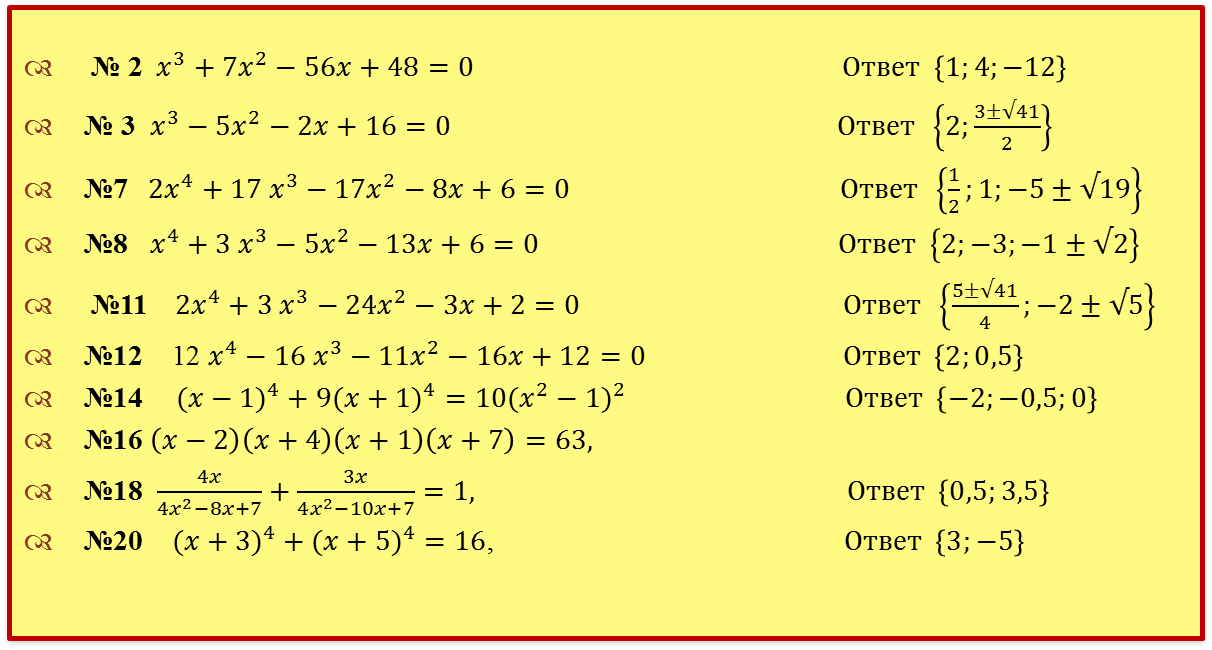 № 2 x³ + 7x² − 56x + 48 = 0 Ответ {1; 4; −12}
№ 3 x³ − 5x² − 2x + 16 = 0 Ответ {2; (3±√41)/2}
№7 2x⁴ + 17 x³ − 17x² − 8x + 6 = 0 Ответ {1/2; 1; −5 ± √19}
№8 x⁴ + 3 x³ − 5x² − 13x + 6 = 0 Ответ {2; −3; −1 ± √2}
№11 2x⁴ + 3 x³ − 24x² − 3x + 2 = 0 Ответ {(5±√41)/4; −2 ± √5}
№12 12 x⁴ − 16 x³ − 11x² − 16x + 12 = 0 Ответ {2; 0,5}
№14 (x − 1)⁴ + 9(x + 1)⁴ = 10(x² − 1)² Ответ {−2; −0,5; 0}
№16 (x − 2)(x + 4)(x + 1)(x + 7) = 63,
№18 4x/(4x²−8x+7) + 3x/(4x²−10x+7) = 1, Ответ {0,5; 3,5}
№20 (x + 3)⁴ + (x + 5)⁴ = 16, Ответ {3; −5}